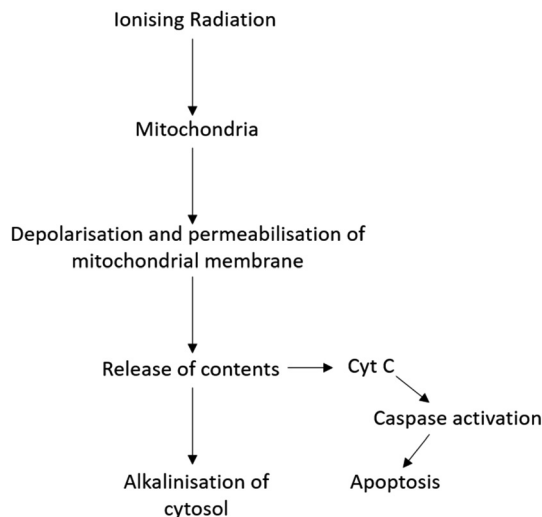 Ionising Radiation
Mitochondria
Depolarisation and permeabilisation of
mitochondrial membrane
Release of contents
Cyt C
Caspase activation
Alkalinisation of
cytosol
Apoptosis